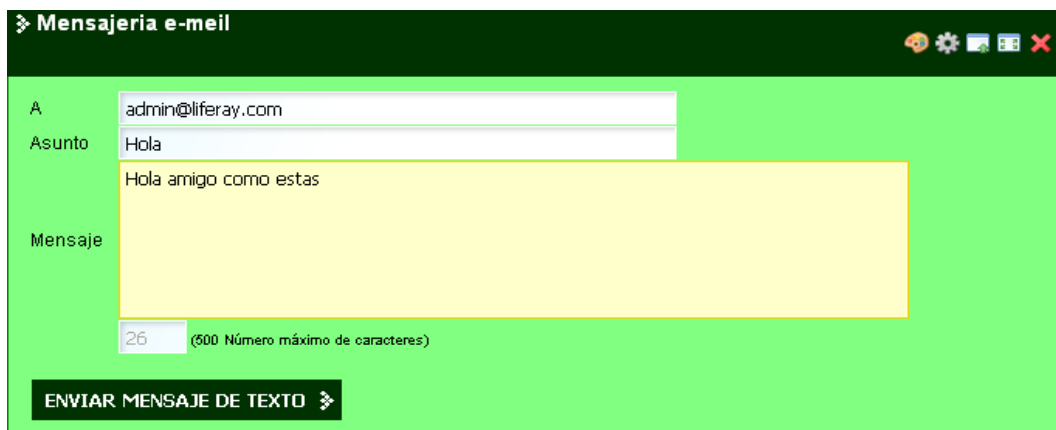 Mensajeria e-meil
A admin@liferay.com
Asunto Hola
Hola amigo como estas
Mensaje
26 (500 Número máximo de caracteres)
ENVIAR MENSAJE DE TEXTO